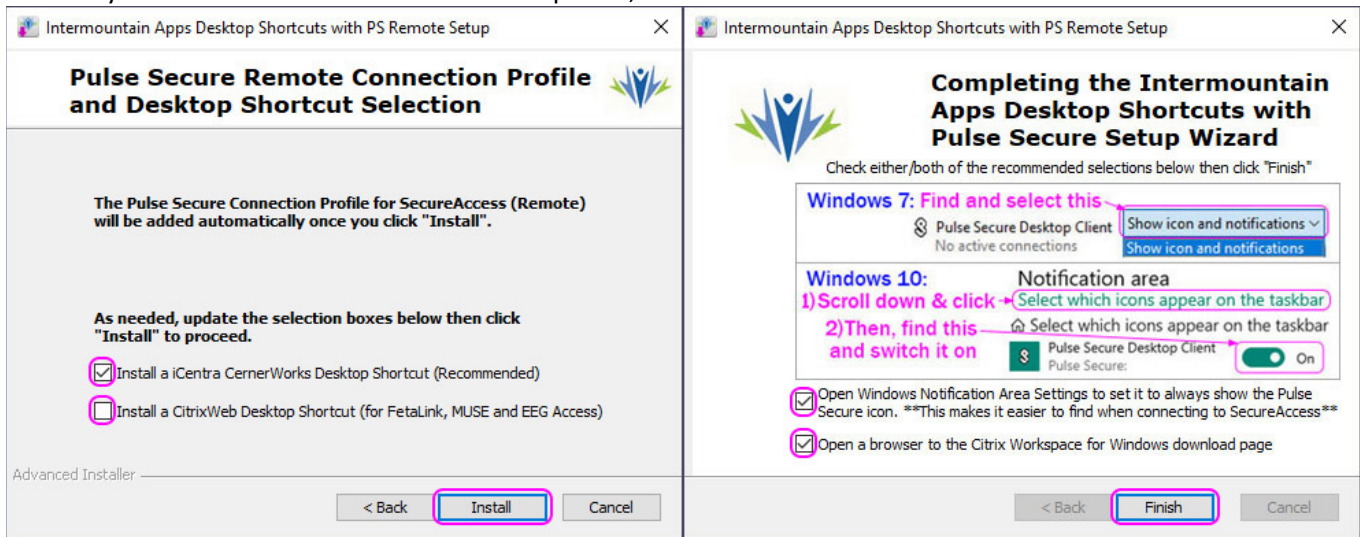 Intermountain Apps Desktop Shortcuts with PS Remote Setup
Pulse Secure Remote Connection Profile
and Desktop Shortcut Selection
The Pulse Secure Connection Profile for SecureAccess (Remote)
will be added automatically once you click "Install".
As needed, update the selection boxes below then click
"Install" to proceed.
Install a iCentra CernerWorks Desktop Shortcut (Recommended)
Install a CitrixWeb Desktop Shortcut (for FetaLink, MUSE and EEG Access)
Advanced Installer
< Back Install Cancel
Intermountain Apps Desktop Shortcuts with PS Remote Setup
Completing the Intermountain
Apps Desktop Shortcuts with
Pulse Secure Setup Wizard
Check either/both of the recommended selections below then click "Finish"
Windows 7: Find and select this
Pulse Secure Desktop Client Show icon and notifications
No active connections Show icon and notifications
Windows 10: Notification area
1)Scroll down & click Select which icons appear on the taskbar
2)Then, find this Select which icons appear on the taskbar
and switch it on Pulse Secure Desktop Client On
Pulse Secure:
Open Windows Notification Area Settings to set it to always show the Pulse
Secure icon. **This makes it easier to find when connecting to SecureAccess**
Open a browser to the Citrix Workspace for Windows download page
< Back Finish Cancel